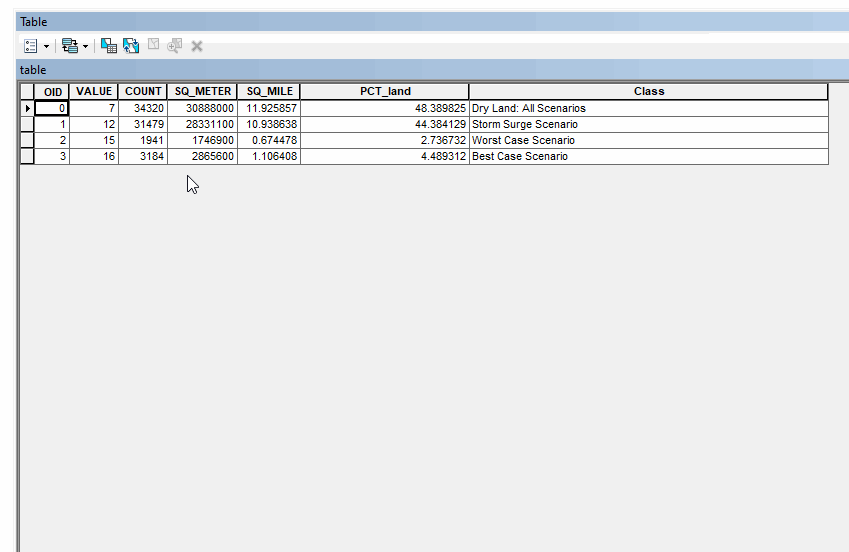 Table
table
OID VALUE COUNT SQ_METER SQ_MILE PCT_land Class
0 7 34320 30888000 11.925857 48.389825 Dry Land: All Scenarios
1 12 31479 28331100 10.938638 44.384129 Storm Surge Scenario
2 15 1941 1746900 0.674478 2.736732 Worst Case Scenario
3 16 3184 2865600 1.106408 4.489312 Best Case Scenario